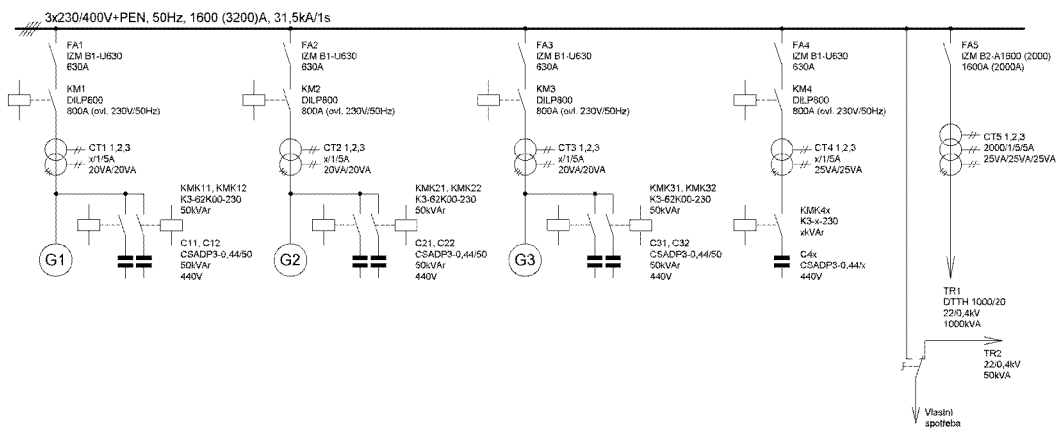 3x230/400V+PEN, 50Hz, 1600 (3200)A, 31,5kA/1s
FA1
IZM B1-U630
630A
KM1
DILP800
800A (ovl. 230V/50Hz)
CT1 1,2,3
x/1/5A
20VA/20VA
KMK11, KMK12
K3-62K00-230
50kVAr
C11, C12
CSADP3-0,44/50
50kVAr
440V
G1
FA2
IZM B1-U630
630A
KM2
DILP800
800A (ovl. 230V/50Hz)
CT2 1,2,3
x/1/5A
20VA/20VA
KMK21, KMK22
K3-62K00-230
50kVAr
C21, C22
CSADP3-0,44/50
50kVAr
440V
G2
FA3
IZM B1-U630
630A
KM3
DILP800
800A (ovl. 230V/50Hz)
CT3 1,2,3
x/1/5A
20VA/20VA
KMK31, KMK32
K3-62K00-230
50kVAr
C31, C32
CSADP3-0,44/50
50kVAr
440V
G3
FA4
IZM B1-U630
630A
KM4
DILP800
800A (ovl. 230V/50Hz)
CT4 1,2,3
x/1/5A
25VA/25VA
KMK4x
K3-x-230
xkVAr
C4x
CSADP3-0,44/x
440V
FA5
IZM B2-A1600 (2000)
1600A (2000A)
CT5 1,2,3
2000/1/5/5A
25VA/25VA/25VA
TR1
DTTH 1000/20
22/0,4kV
1000kVA
TR2
22/0,4kV
50kVA
Vlastní
spotřeba